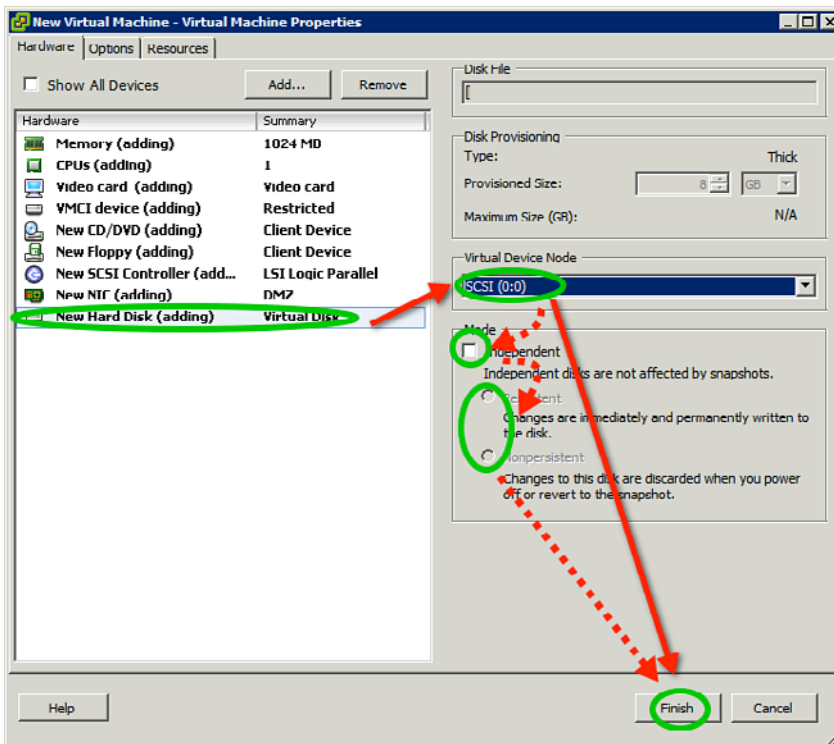 New Virtual Machine - Virtual Machine Properties
Hardware Options Resources
Show All Devices Add... Remove
Hardware Summary
Memory (adding) 1024 MB
CPUs (adding) 1
Video card (adding) Video card
VMCI device (adding) Restricted
New CD/DVD (adding) Client Device
New Floppy (adding) Client Device
New SCSI Controller (add... LSI Logic Parallel
New NIC (adding) DMZ
New Hard Disk (adding) Virtual Disk
Disk File
[
Disk Provisioning
Type: Thick
Provisioned Size: 8 GB
Maximum Size (GB): N/A
Virtual Device Node
SCSI (0:0)
Mode
Independent
Independent disks are not affected by snapshots.
Persistent
Changes are immediately and permanently written to
the disk.
Nonpersistent
Changes to this disk are discarded when you power
off or revert to the snapshot.
Help Finish Cancel